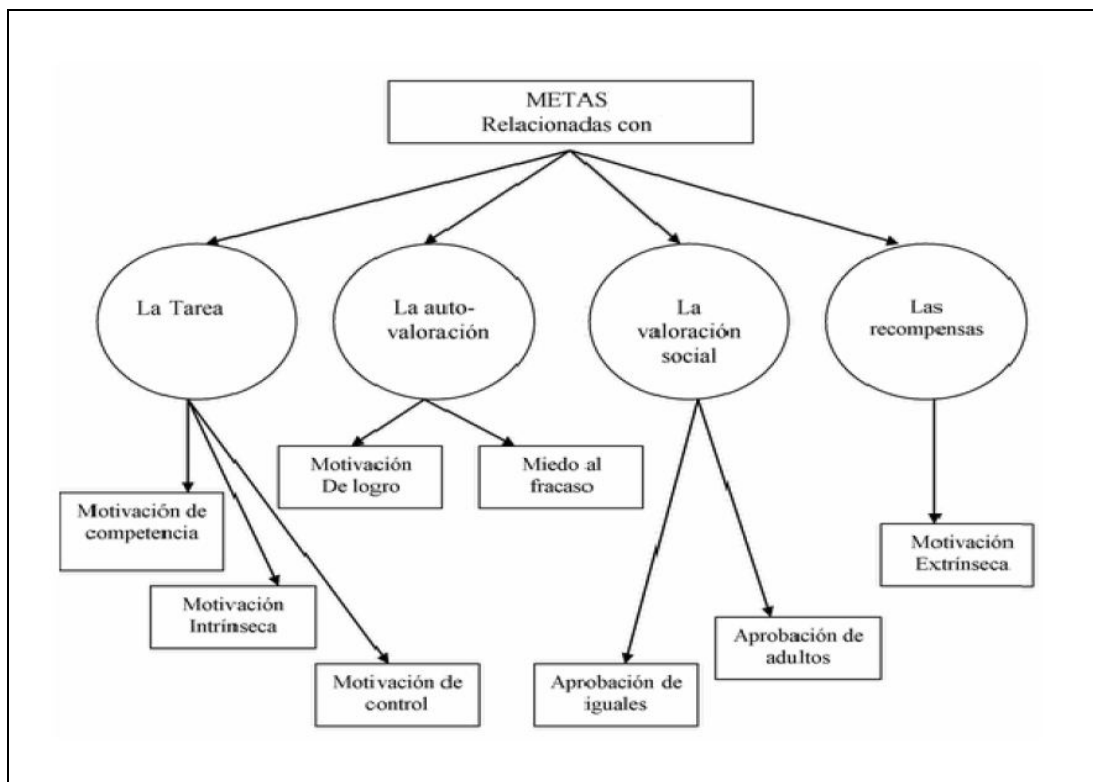 METAS
Relacionadas con
La Tarea
La auto-
valoración
La
valoración
social
Las
recompensas
Motivación
De logro
Miedo al
fracaso
Motivación de
competencia
Motivación
Extrínseca
Motivación
Intrínseca
Aprobación de
adultos
Motivación de
control
Aprobación de
iguales